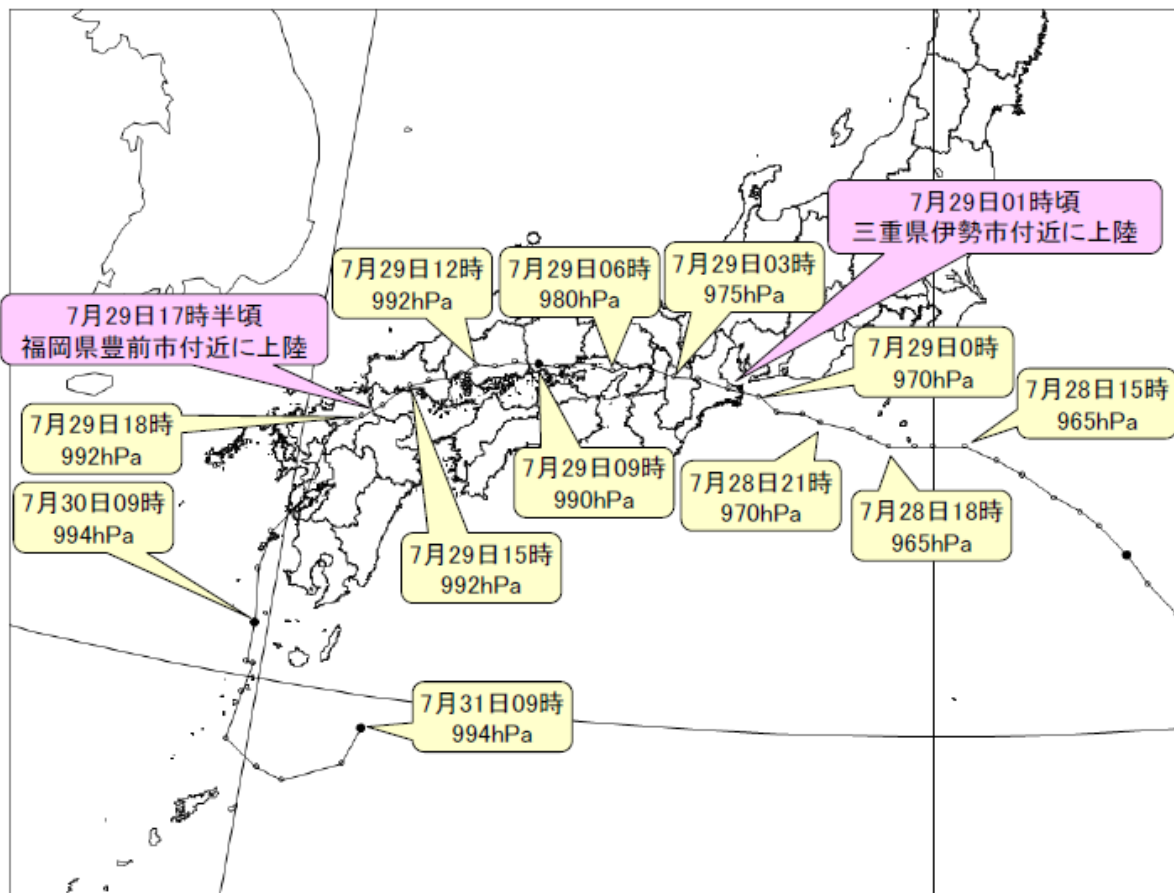 7月29日01時頃
三重県伊勢市付近に上陸
7月29日12時
992hPa
7月29日06時
980hPa
7月29日03時
975hPa
7月29日17時半頃
福岡県豊前市付近に上陸
7月29日0時
970hPa
7月28日15時
965hPa
7月29日18時
992hPa
7月29日09時
990hPa
7月28日21時
970hPa
7月28日18時
965hPa
7月30日09時
994hPa
7月29日15時
992hPa
7月31日09時
994hPa